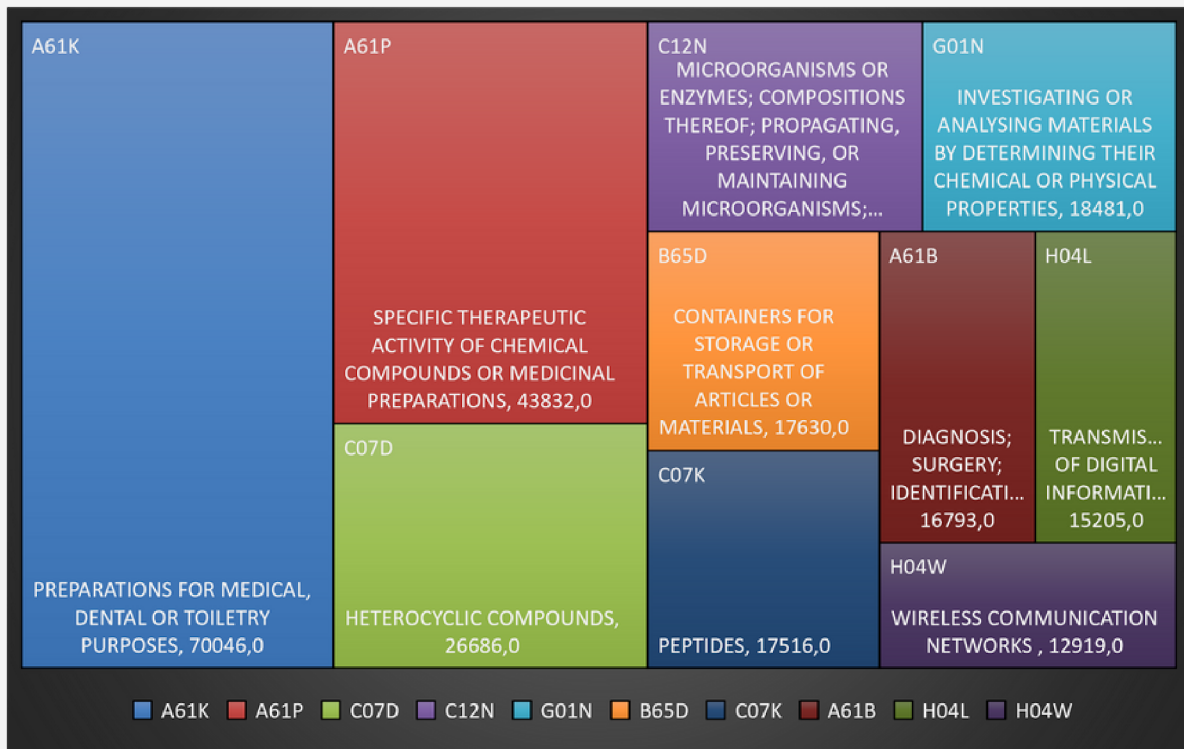 A61K
PREPARATIONS FOR MEDICAL,
DENTAL OR TOILETRY
PURPOSES, 70046,0
A61P
SPECIFIC THERAPEUTIC
ACTIVITY OF CHEMICAL
COMPOUNDS OR MEDICINAL
PREPARATIONS, 43832,0
C07D
HETEROCYCLIC COMPOUNDS,
26686,0
C12N
MICROORGANISMS OR
ENZYMES; COMPOSITIONS
THEREOF; PROPAGATING,
PRESERVING, OR
MAINTAINING
MICROORGANISMS;...
G01N
INVESTIGATING OR
ANALYSING MATERIALS
BY DETERMINING THEIR
CHEMICAL OR PHYSICAL
PROPERTIES, 18481,0
B65D
CONTAINERS FOR
STORAGE OR
TRANSPORT OF
ARTICLES OR
MATERIALS, 17630,0
C07K
PEPTIDES, 17516,0
A61B
DIAGNOSIS;
SURGERY;
IDENTIFICATI...
16793,0
H04L
TRANSMIS...
OF DIGITAL
INFORMATI...
15205,0
H04W
WIRELESS COMMUNICATION
NETWORKS , 12919,0
A61K A61P C07D C12N G01N B65D C07K A61B H04L H04W